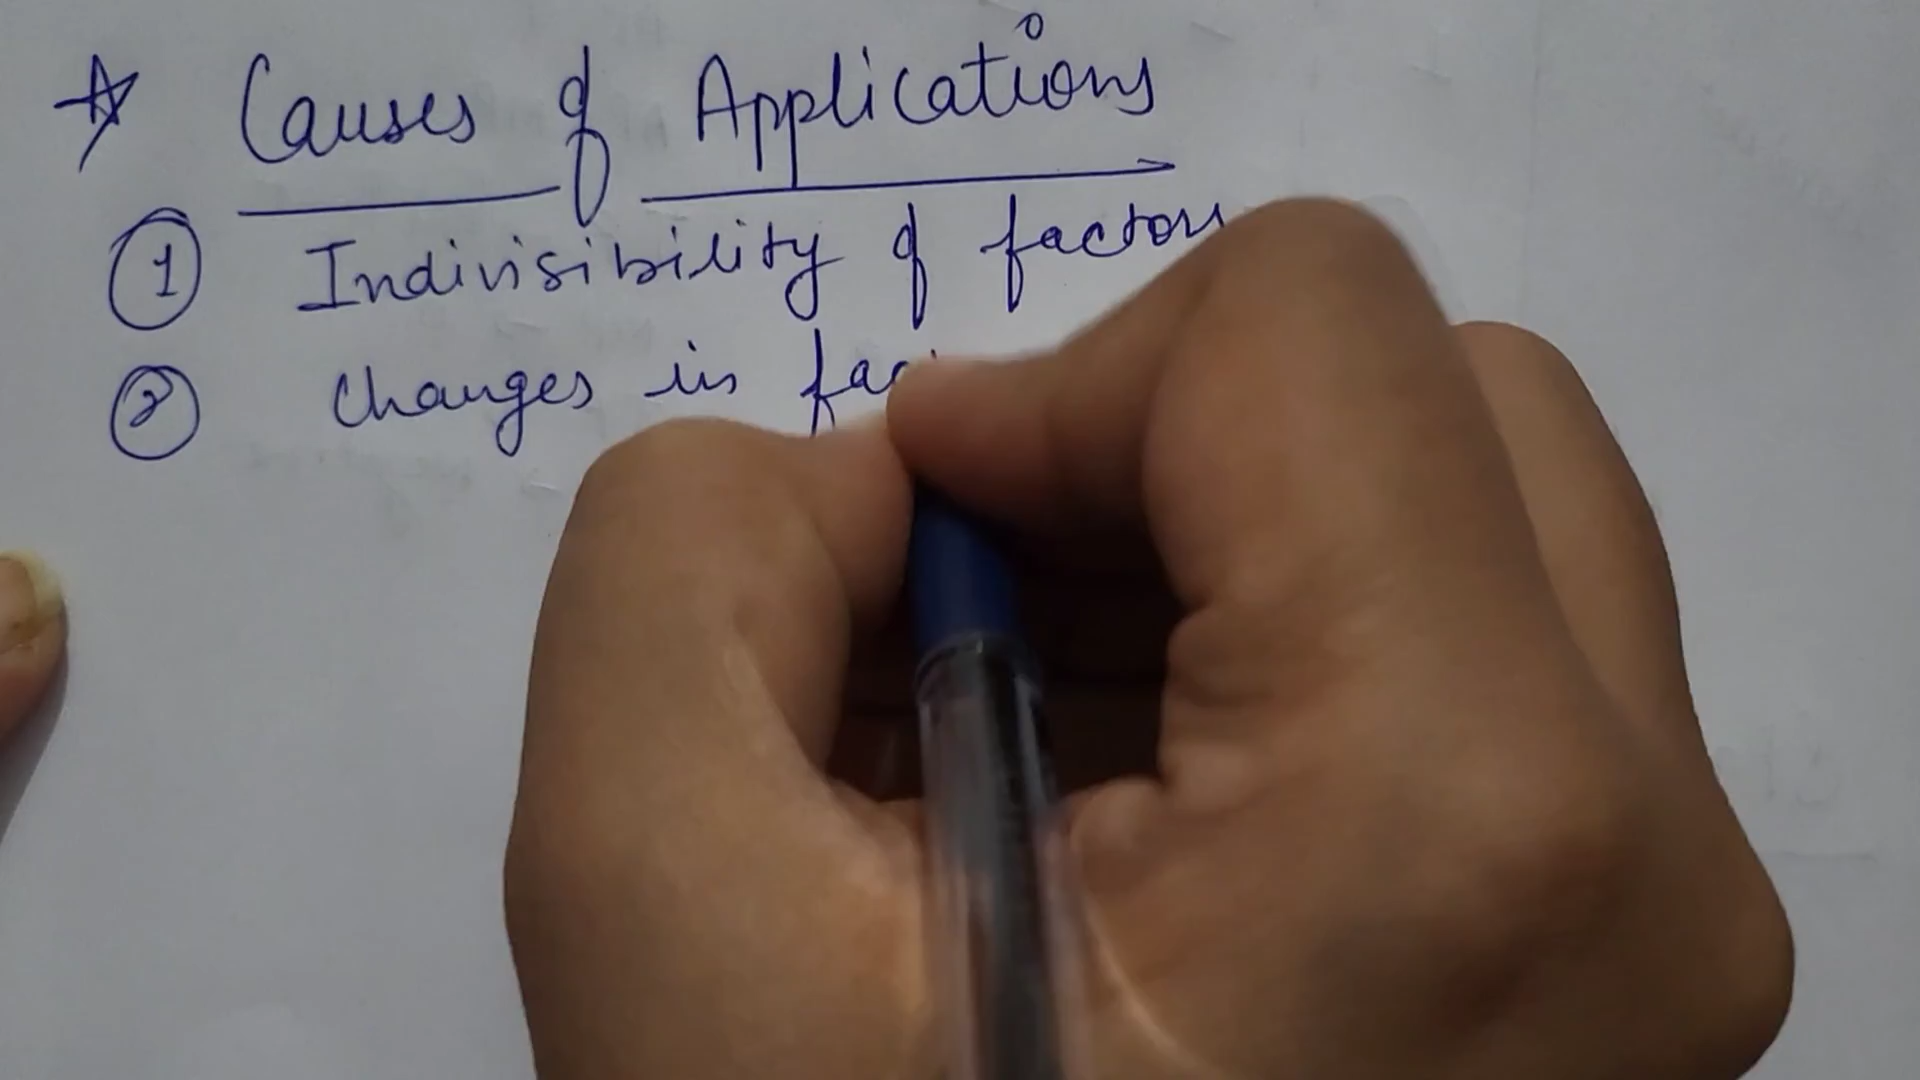 Causes of Applications
① Indivisibility of factors
② Changes in